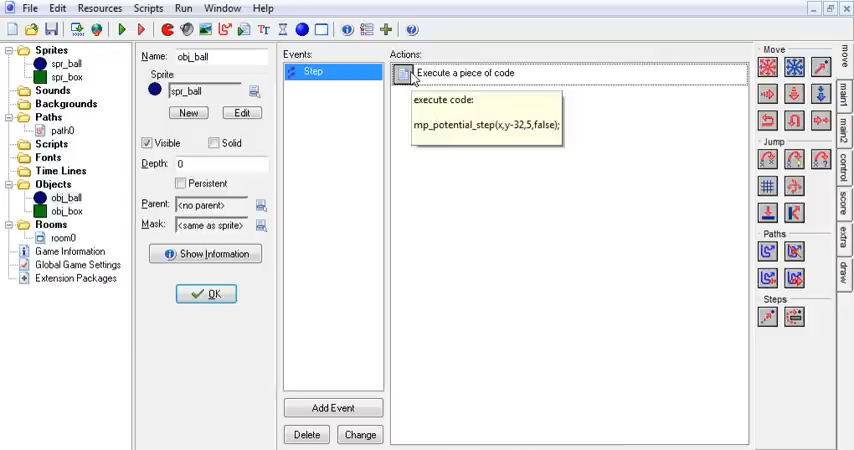 File Edit Resources Scripts Run Window Help
Sprites
spr_ball
spr_box
Sounds
Backgrounds
Paths
path0
Scripts
Fonts
Time Lines
Objects
obj_ball
obj_box
Rooms
room0
Game Information
Global Game Settings
Extension Packages
Name: obj_ball
Sprite
spr_ball
New Edit
Visible Solid
Depth: 0
Persistent
Parent: <no parent>
Mask: <same as sprite>
Show Information
OK
Events:
Step
Add Event
Delete Change
Actions:
Execute a piece of code
execute code:
mp_potential_step(x,y-32,5,false);
Move
Jump
Paths
Steps
move
main1
main2
control
score
extra
draw